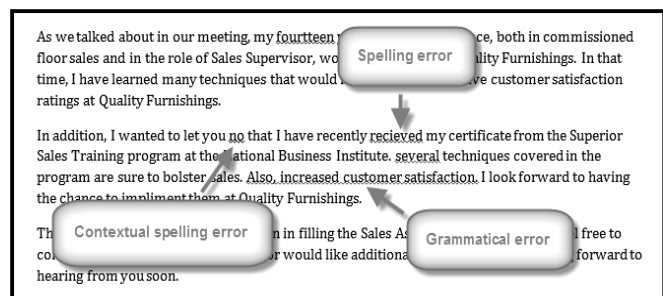 As we talked about in our meeting, my fourtteen ce, both in commissioned
floor sales and in the role of Sales Supervisor, wo lity Furnishings. In that
time, I have learned many techniques that would ve customer satisfaction
ratings at Quality Furnishings.
Spelling error
In addition, I wanted to let you no that I have recently recieved my certificate from the Superior
Sales Training program at the National Business Institute. several techniques covered in the
program are sure to bolster sales. Also, increased customer satisfaction. I look forward to having
the chance to impliment them at Quality Furnishings.
Contextual spelling error
Grammatical error
Th n in filling the Sales As l free to
co or would like additiona forward to
hearing from you soon.